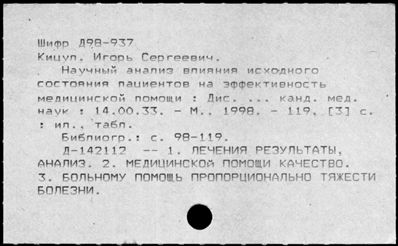 Шифр Д98-937
Кицул, Игорь Сергеевич.
Научный анализ влияния исходного
состояния пациентов на эффективность
медицинской помощи : Дис. ... канд. мед.
наук : 14.00.33. - М., 1998. - 119, [3] с.
: ил., табл.
Библиогр.: с. 98-119.
Д-142112 -- 1. ЛЕЧЕНИЯ РЕЗУЛЬТАТЫ,
АНАЛИЗ. 2. МЕДИЦИНСКОЙ ПОМОЩИ КАЧЕСТВО.
3. БОЛЬНОМУ ПОМОЩЬ ПРОПОРЦИОНАЛЬНО ТЯЖЕСТИ
БОЛЕЗНИ.